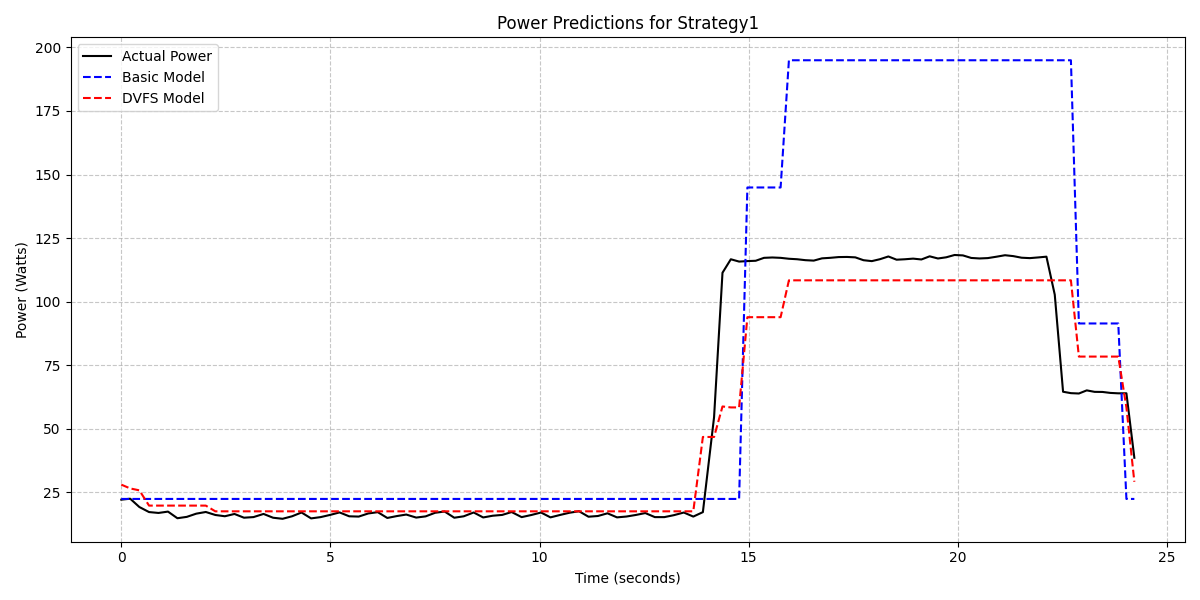 Power Predictions for Strategy1
Actual Power
Basic Model
DVFS Model
Power (Watts)
200
175
150
125
100
75
50
25
0
5
10
15
20
25
Time (seconds)